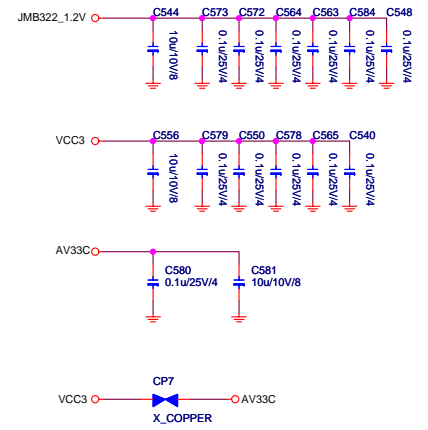 JMB322_1.2V
C544 C573 C572 C564 C563 C584 C548
10u/10V/8 0.1u/25V/4 0.1u/25V/4 0.1u/25V/4 0.1u/25V/4 0.1u/25V/4 0.1u/25V/4
VCC3
C556 C579 C550 C578 C565 C540
10u/10V/8 0.1u/25V/4 0.1u/25V/4 0.1u/25V/4 0.1u/25V/4 0.1u/25V/4
AV33C
C580 C581
0.1u/25V/4 10u/10V/8
CP7
VCC3 AV33C
X_COPPER